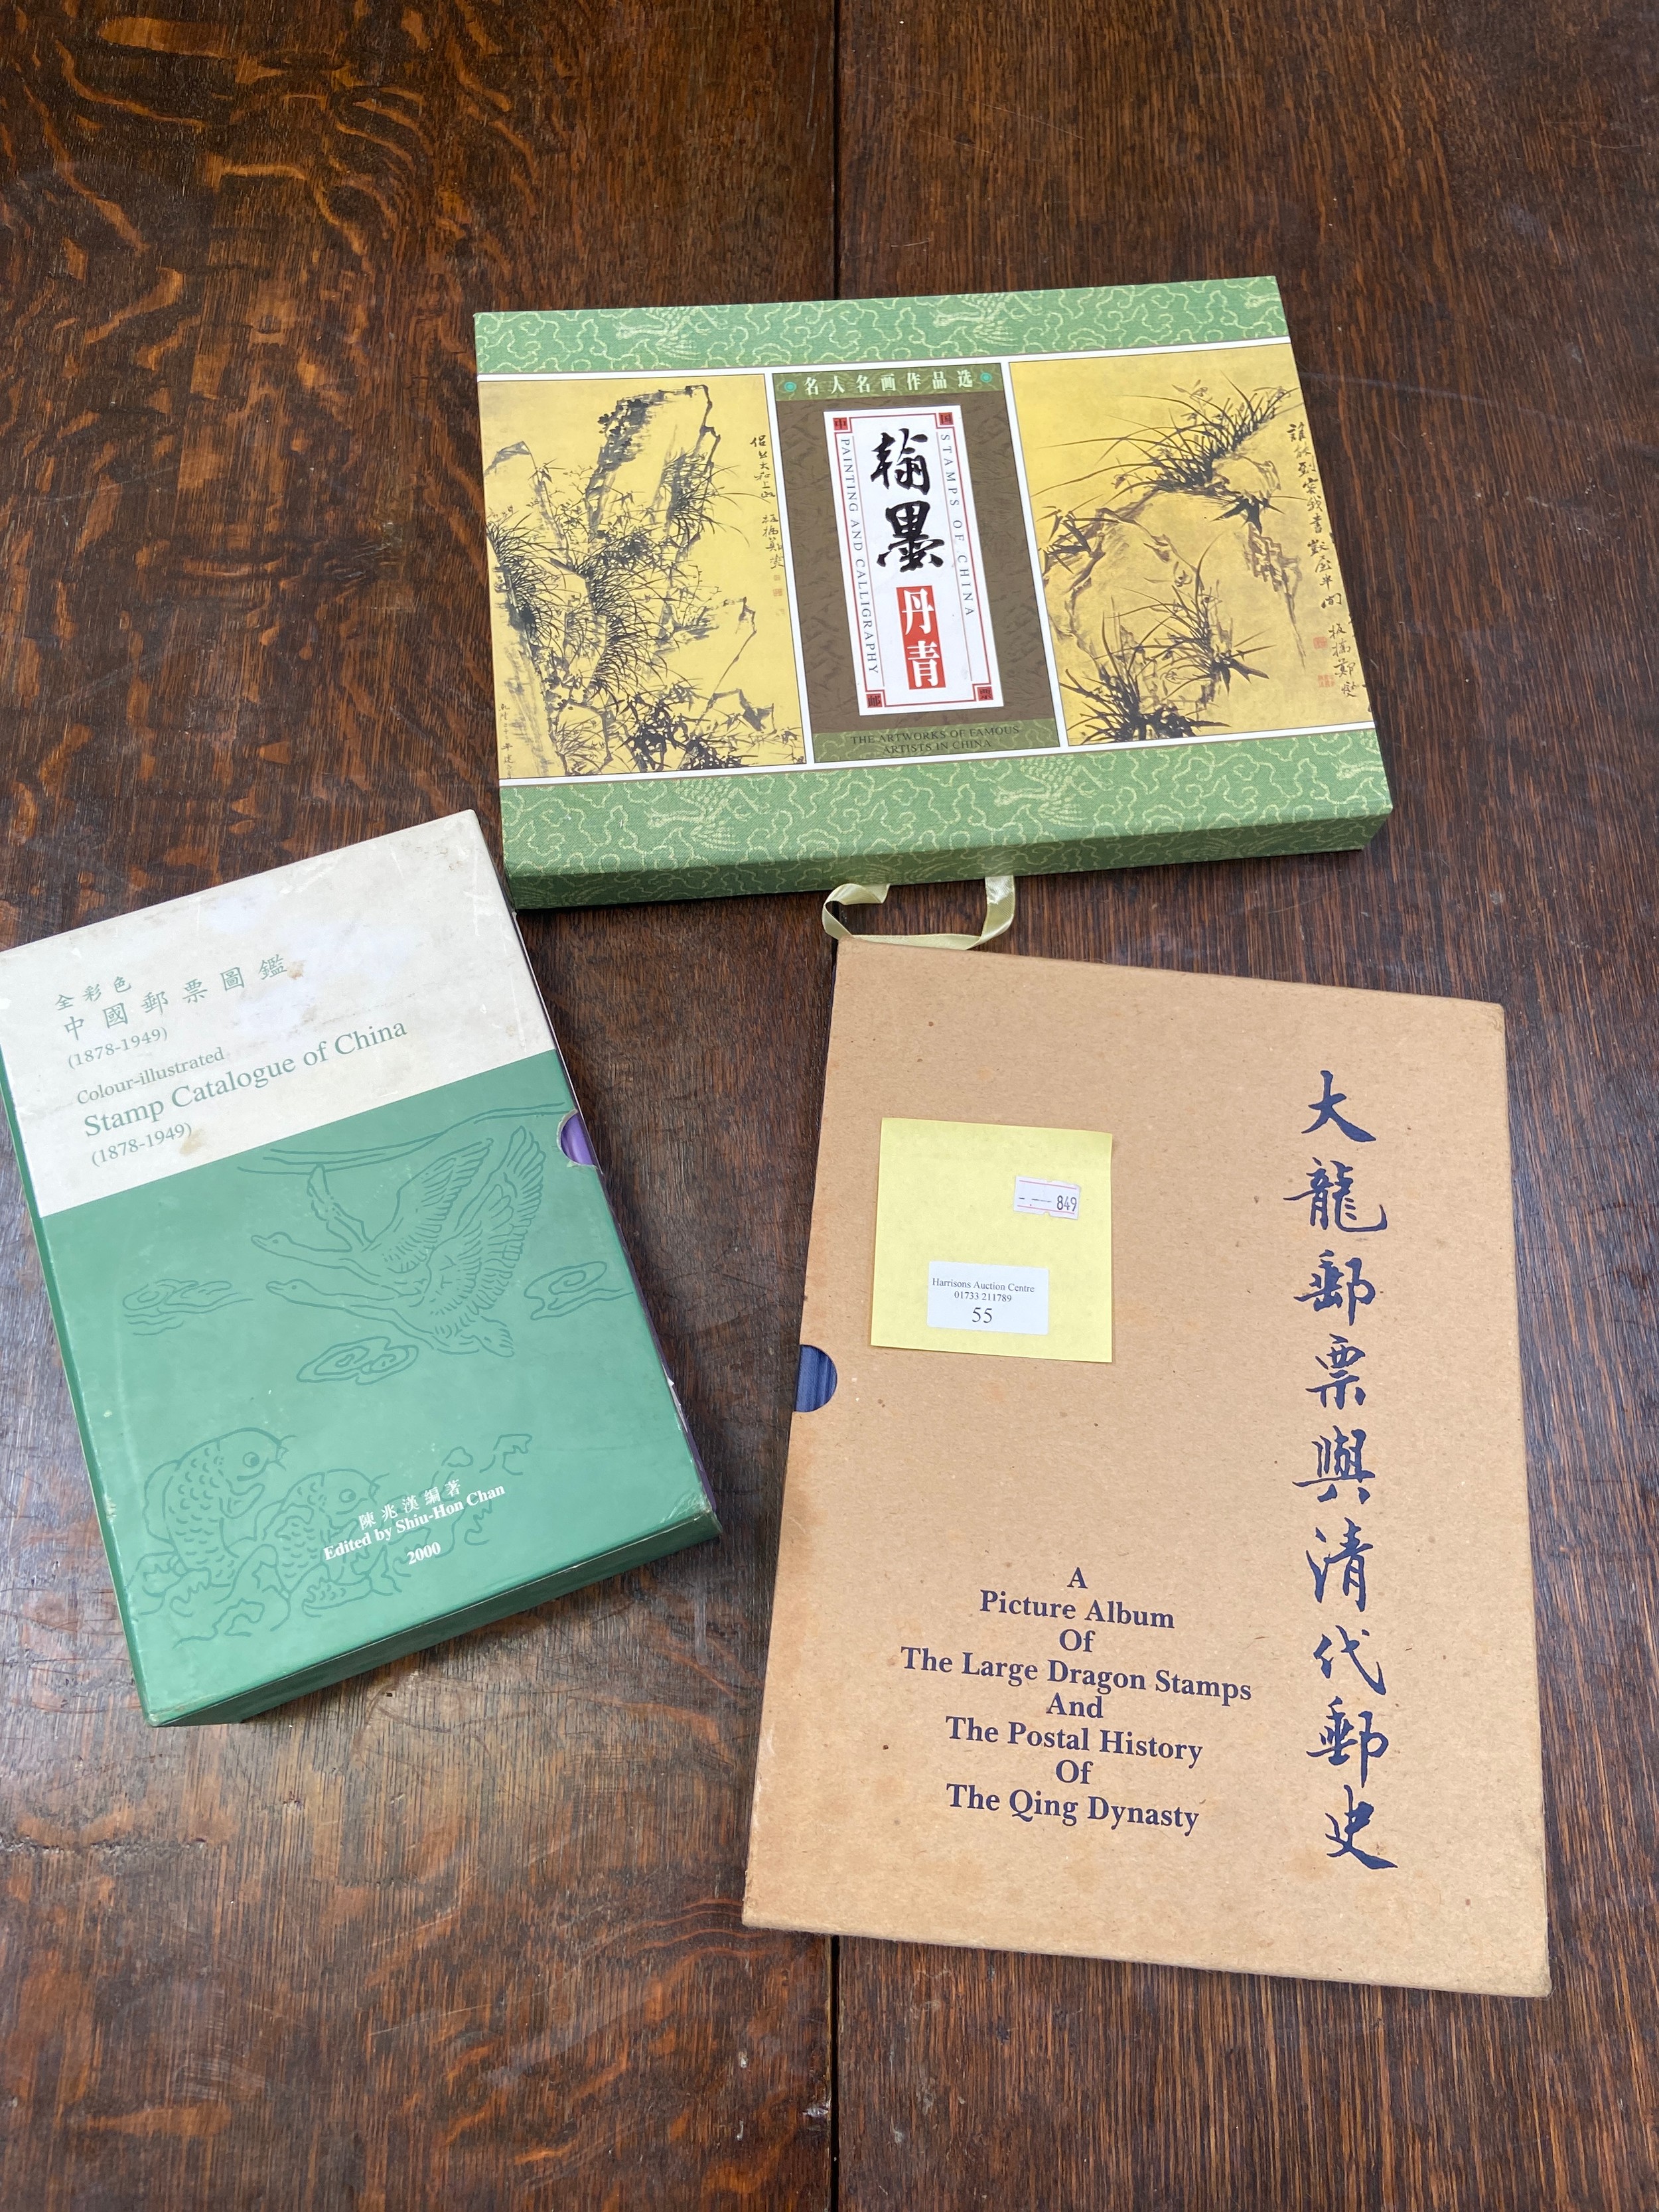 名人名画作品选
中国邮票
翰墨
丹青
PAINTING AND CALLIGRAPHY
STAMPS OF CHINA
THE ARTWORKS OF FAMOUS
ARTISTS IN CHINA
全彩色
中國郵票圖鑑
(1878-1949)
Colour-illustrated
Stamp Catalogue of China
(1878-1949)
陳兆漢編著
Edited by Shiu-Hon Chan
2000
大龍郵票與清代郵史
849
Harrisons Auction Centre
01733 211789
55
A
Picture Album
Of
The Large Dragon Stamps
And
The Postal History
Of
The Qing Dynasty